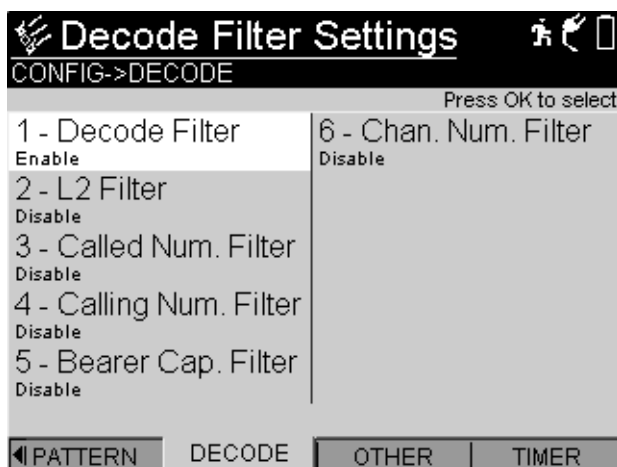 Decode Filter Settings
CONFIG->DECODE
Press OK to select
1 - Decode Filter
Enable
2 - L2 Filter
Disable
3 - Called Num. Filter
Disable
4 - Calling Num. Filter
Disable
5 - Bearer Cap. Filter
Disable
6 - Chan. Num. Filter
Disable
PATTERN DECODE OTHER TIMER